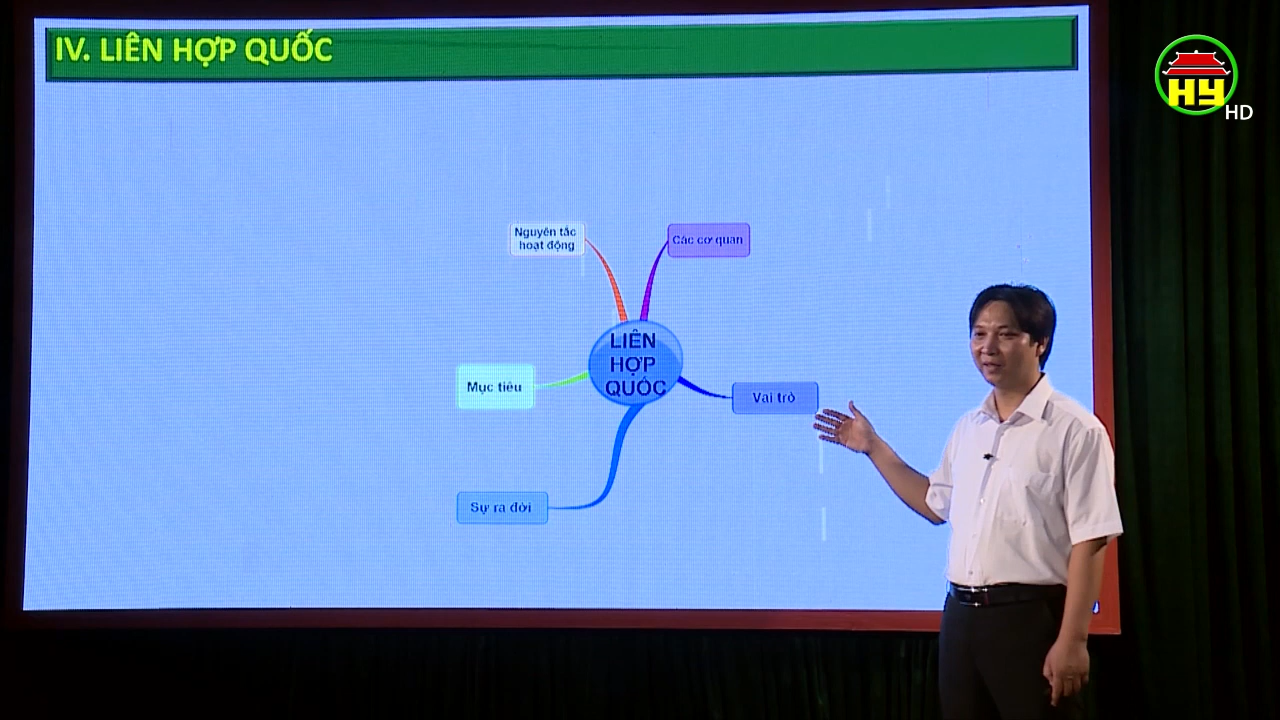 IV. LIÊN HỢP QUỐC
HY
HD
Nguyên tắc
hoạt động
Các cơ quan
LIÊN
HỢP
QUỐC
Mục tiêu
Vai trò
Sự ra đời